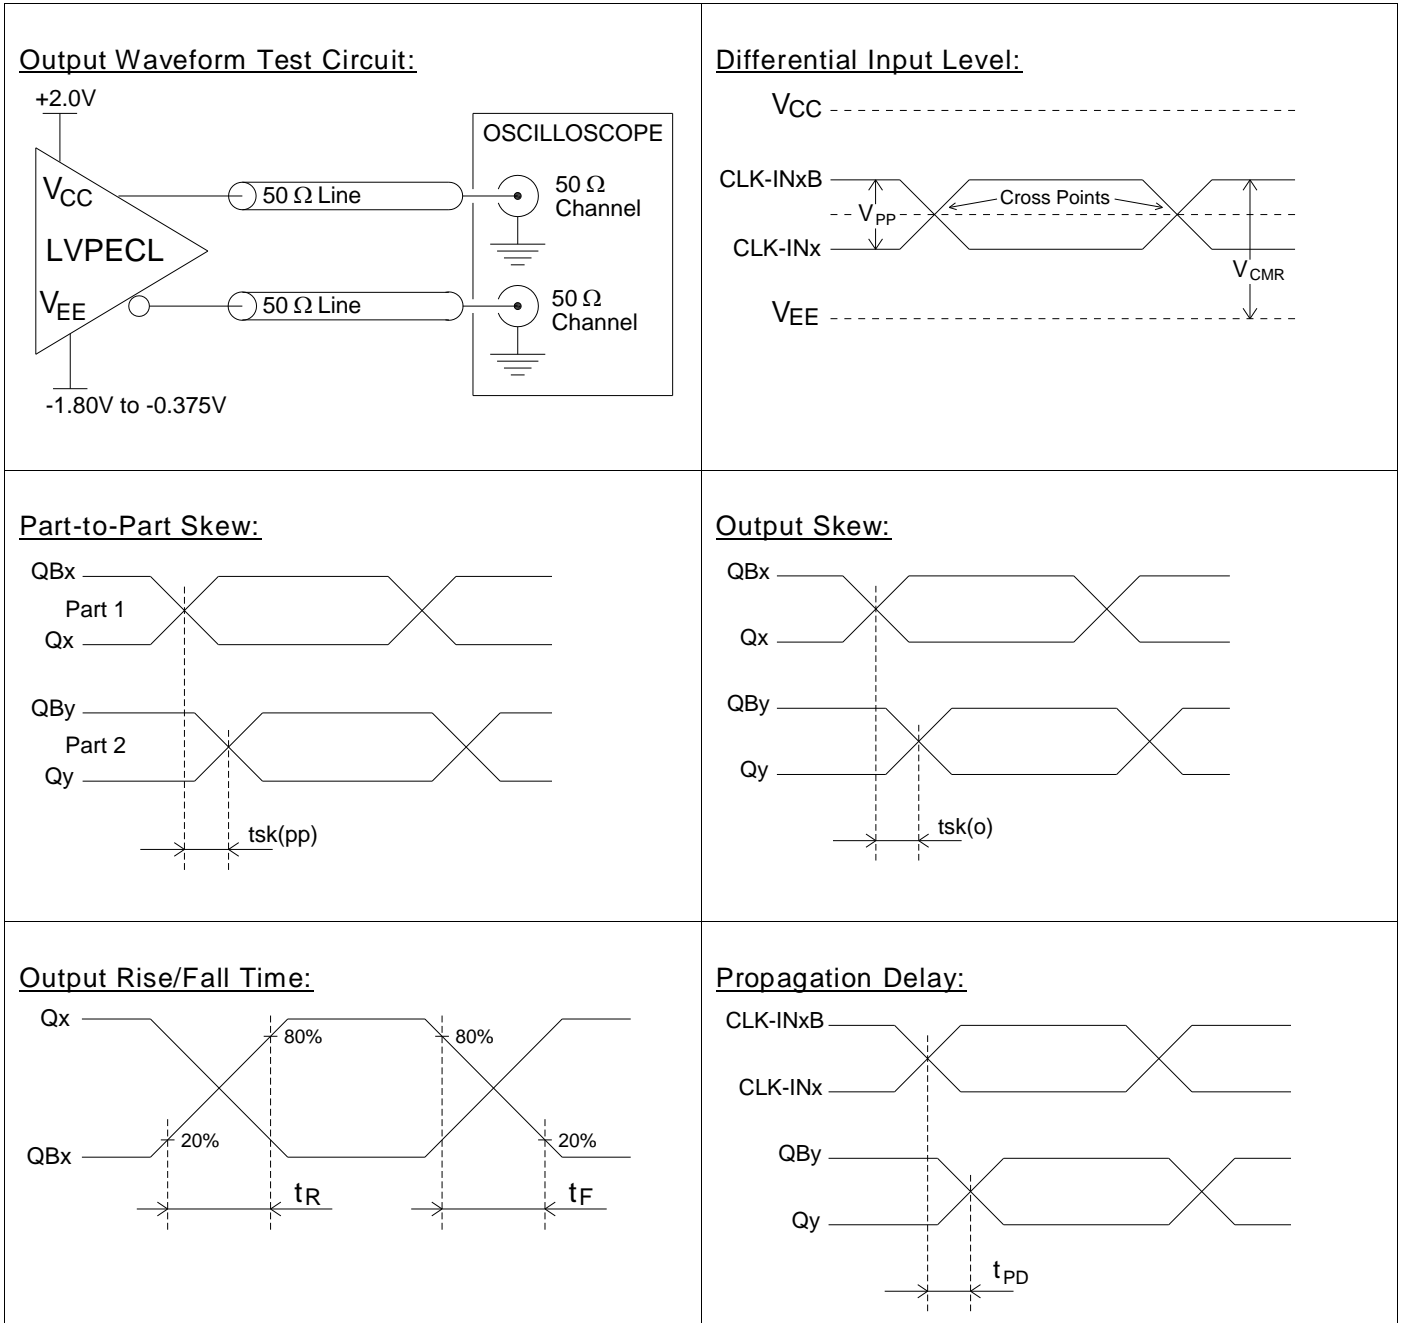 Output Waveform Test Circuit:
+2.0V
VCC
LVPECL
VEE
-1.80V to -0.375V
50 Ω Line
50 Ω Line
OSCILLOSCOPE
50 Ω
Channel
50 Ω
Channel
Differential Input Level:
VCC
CLK-INxB
VPP
Cross Points
CLK-INx
VCMR
VEE
Part-to-Part Skew:
QBx
Part 1
Qx
QBy
Part 2
Qy
tsk(pp)
Output Skew:
QBx
Qx
QBy
Qy
tsk(o)
Output Rise/Fall Time:
Qx
80%
80%
20%
20%
QBx
tR
tF
Propagation Delay:
CLK-INxB
CLK-INx
QBy
Qy
tPD